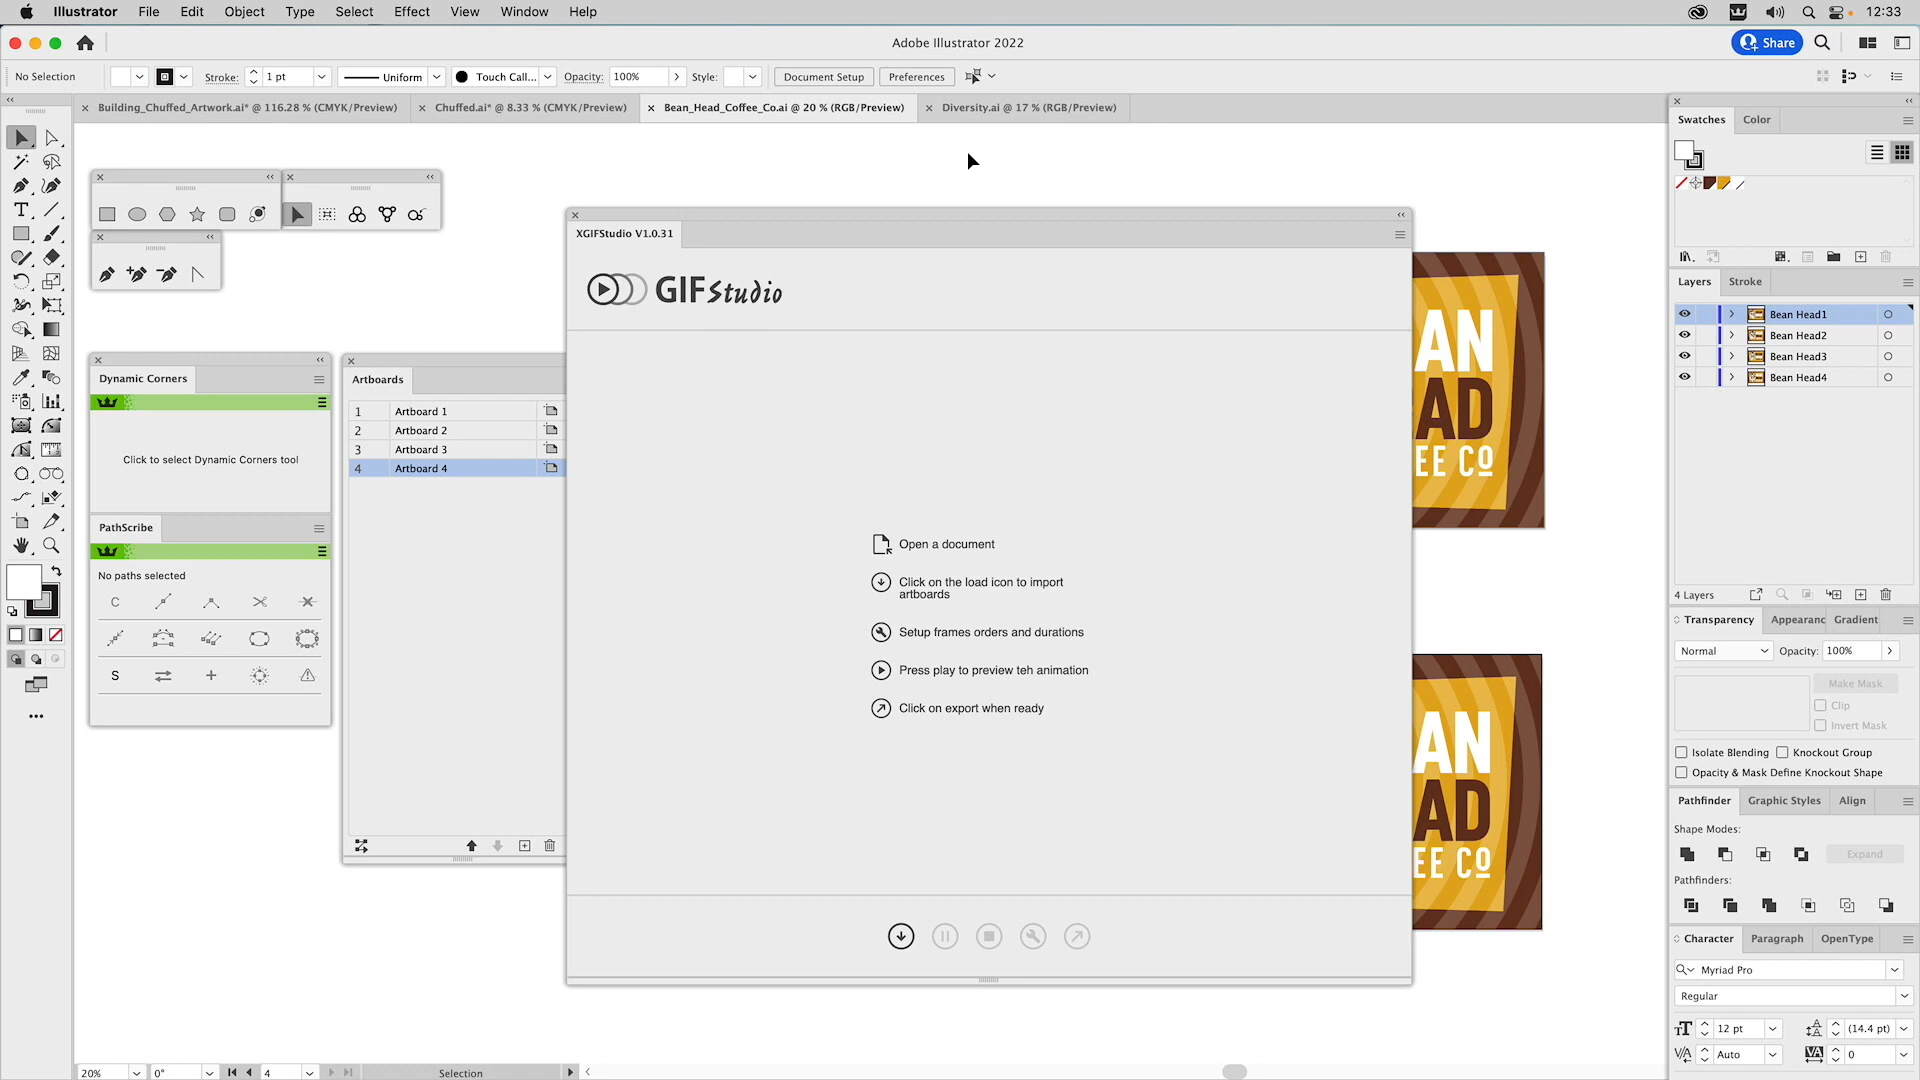 Illustrator File Edit Object Type Select Effect View Window Help 12:33
Adobe Illustrator 2022 Share
No Selection Stroke: 1 pt Uniform Touch Call... Opacity: 100% Style: Document Setup Preferences
Building_Chuffed_Artwork.ai* @ 116.28 % (CMYK/Preview) Chuffed.ai* @ 8.33 % (CMYK/Preview) Bean_Head_Coffee_Co.ai @ 20 % (RGB/Preview) Diversity.ai @ 17 % (RGB/Preview)
Swatches Color
XGIFStudio V1.0.31
GIFStudio
Layers Stroke
Bean Head1
Bean Head2
Bean Head3
Bean Head4
4 Layers
AN
AD
EE Co
Dynamic Corners
Click to select Dynamic Corners tool
PathScribe
No paths selected
C
S
Artboards
1 Artboard 1
2 Artboard 2
3 Artboard 3
4 Artboard 4
Open a document
Click on the load icon to import
artboards
Setup frames orders and durations
Press play to preview teh animation
Click on export when ready
AN
AD
EE Co
Transparency Appearanc Gradient
Normal Opacity: 100%
Make Mask
Clip
Invert Mask
Isolate Blending Knockout Group
Opacity & Mask Define Knockout Shape
Pathfinder Graphic Styles Align
Shape Modes:
Expand
Pathfinders:
Character Paragraph OpenType
Myriad Pro
Regular
12 pt (14.4 pt)
Auto 0
20% 0° 4 Selection